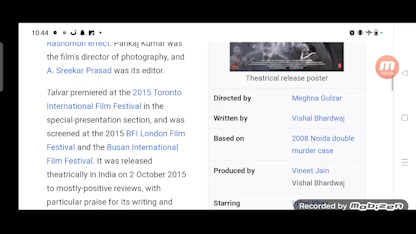 10:44
Rashomon effect. Pankaj Kumar was
the film's director of photography, and
A. Sreekar Prasad was its editor.
Talvar premiered at the 2015 Toronto
International Film Festival in the
special-presentation section, and was
screened at the 2015 BFI London Film
Festival and the Busan International
Film Festival. It was released
theatrically in India on 2 October 2015
to mostly-positive reviews, with
particular praise for its writing and
Theatrical release poster
Directed by Meghna Gulzar
Written by Vishal Bhardwaj
Based on 2008 Noida double
murder case
Produced by Vineet Jain
Vishal Bhardwaj
Starring
Recorded by Mobizen